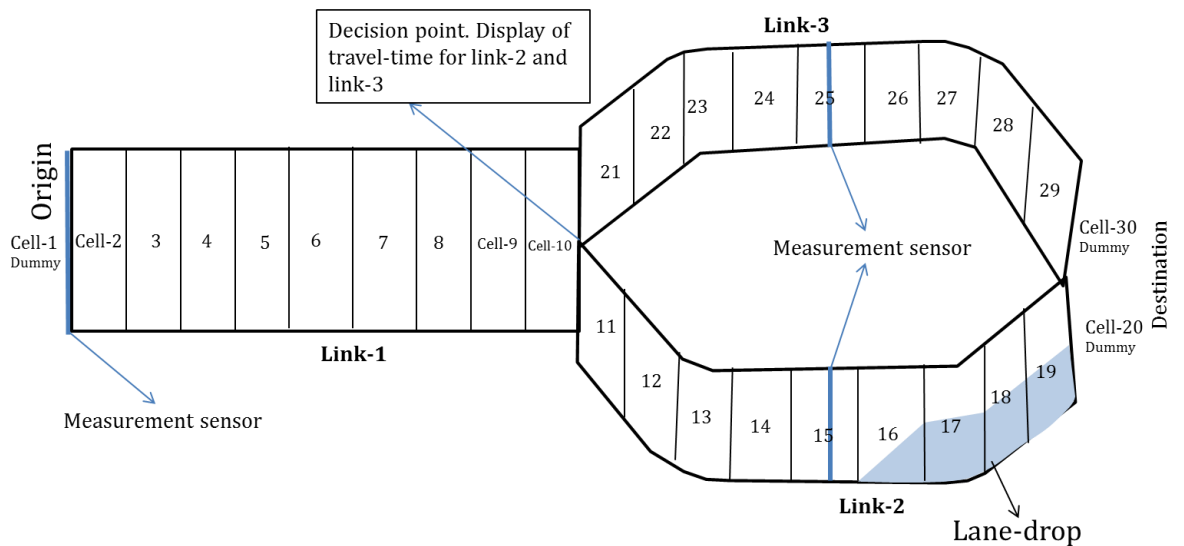 Decision point. Display of
travel-time for link-2 and
link-3
Link-3
Origin
Cell-1
Dummy
Cell-2
3
4
5
6
7
8
Cell-9
Cell-10
Link-1
Measurement sensor
21
22
23
24
25
26
27
28
29
Measurement sensor
Cell-30
Dummy
Destination
Cell-20
Dummy
11
12
13
14
15
16
17
18
19
Link-2
Lane-drop